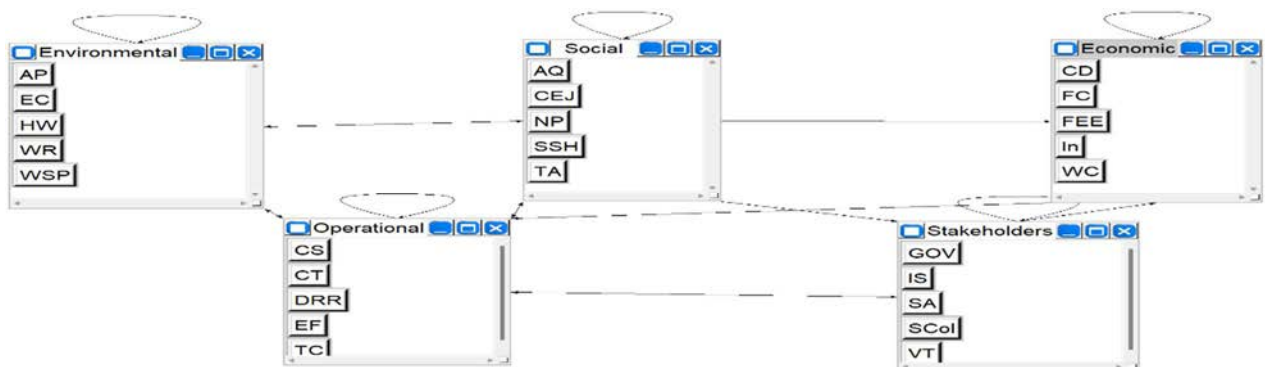 Environmental
AP
EC
HW
WR
WSP
Social
AQ
CEJ
NP
SSH
TA
Economic
CD
FC
FEE
In
WC
Operational
CS
CT
DRR
EF
TC
Stakeholders
GOV
IS
SA
SCol
VT